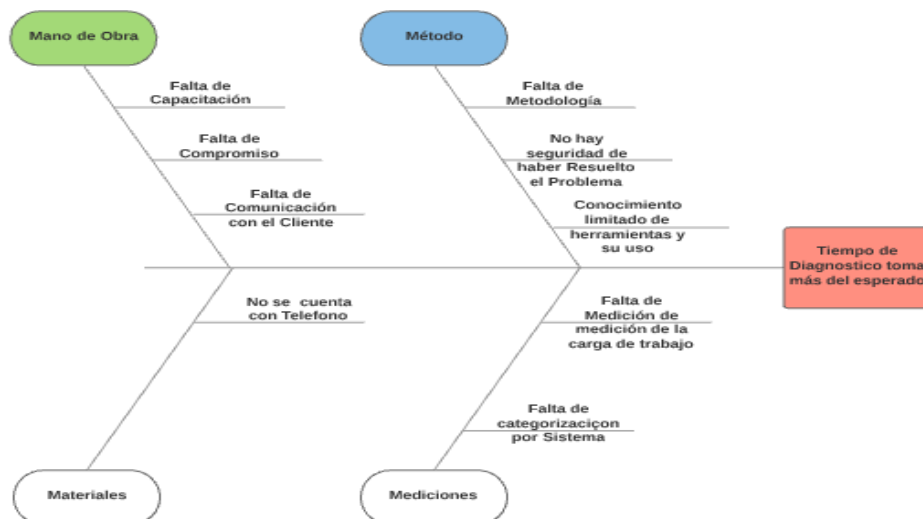 Mano de Obra
Método
Falta de
Capacitación
Falta de
Compromiso
Falta de
Comunicación
con el Cliente
Falta de
Metodología
No hay
seguridad de
haber Resuelto
el Problema
Conocimiento
limitado de
herramientas y
su uso
Tiempo de
Diagnostico toma
más del esperado
No se cuenta
con Telefono
Falta de
Medición de
medición de la
carga de trabajo
Falta de
categorizaciçon
por Sistema
Materiales
Mediciones